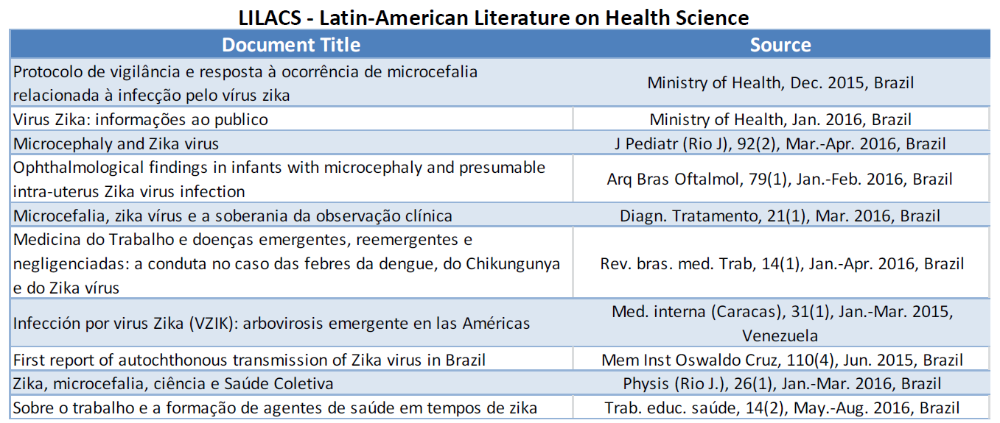 LILACS - Latin-American Literature on Health Science
Document Title
Source
Protocolo de vigilância e resposta à ocorrência de microcefalia
relacionada à infecção pelo vírus zika
Ministry of Health, Dec. 2015, Brazil
Virus Zika: informações ao publico
Ministry of Health, Jan. 2016, Brazil
Microcephaly and Zika virus
J Pediatr (Rio J), 92(2), Mar.-Apr. 2016, Brazil
Ophthalmological findings in infants with microcephaly and presumable
intra-uterus Zika virus infection
Arq Bras Oftalmol, 79(1), Jan.-Feb. 2016, Brazil
Microcefalia, zika vírus e a soberania da observação clínica
Diagn. Tratamento, 21(1), Mar. 2016, Brazil
Medicina do Trabalho e doenças emergentes, reemergentes e
negligenciadas: a conduta no caso das febres da dengue, do Chikungunya
e do Zika vírus
Rev. bras. med. Trab, 14(1), Jan.-Apr. 2016, Brazil
Infección por virus Zika (VZIK): arbovirosis emergente en las Américas
Med. interna (Caracas), 31(1), Jan.-Mar. 2015,
Venezuela
First report of autochthonous transmission of Zika virus in Brazil
Mem Inst Oswaldo Cruz, 110(4), Jun. 2015, Brazil
Zika, microcefalia, ciência e Saúde Coletiva
Physis (Rio J.), 26(1), Jan.-Mar. 2016, Brazil
Sobre o trabalho e a formação de agentes de saúde em tempos de zika
Trab. educ. saúde, 14(2), May.-Aug. 2016, Brazil